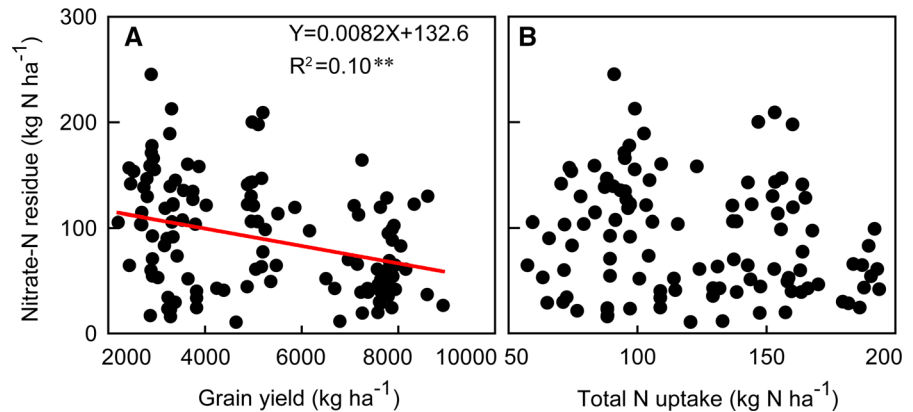 A
Y=0.0082X+132.6
R²=0.10**
B
Nitrate-N residue (kg N ha⁻¹)
300
200
100
0
2000 4000 6000 8000 10000
50 100 150 200
Grain yield (kg ha⁻¹)
Total N uptake (kg N ha⁻¹)